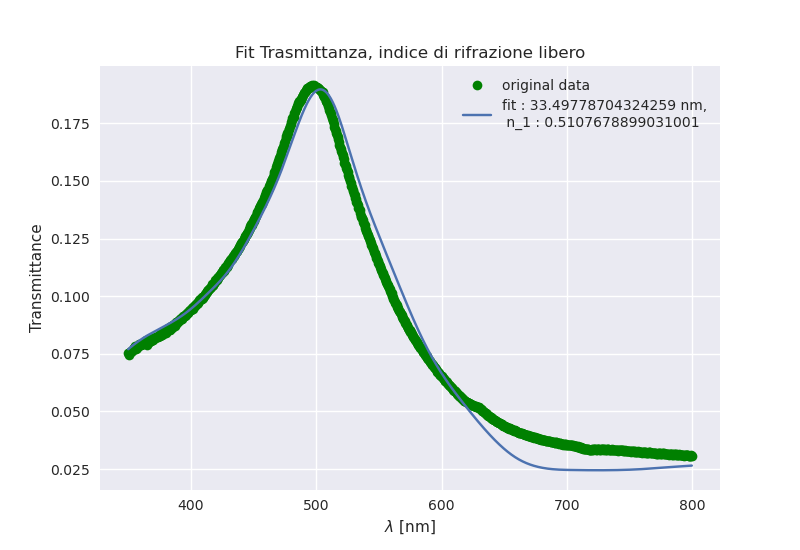 Fit Trasmittanza, indice di rifrazione libero
original data
fit : 33.49778704324259 nm,
n_1 : 0.5107678899031001
Transmittance
0.175
0.150
0.125
0.100
0.075
0.050
0.025
400
500
600
700
800
λ [nm]